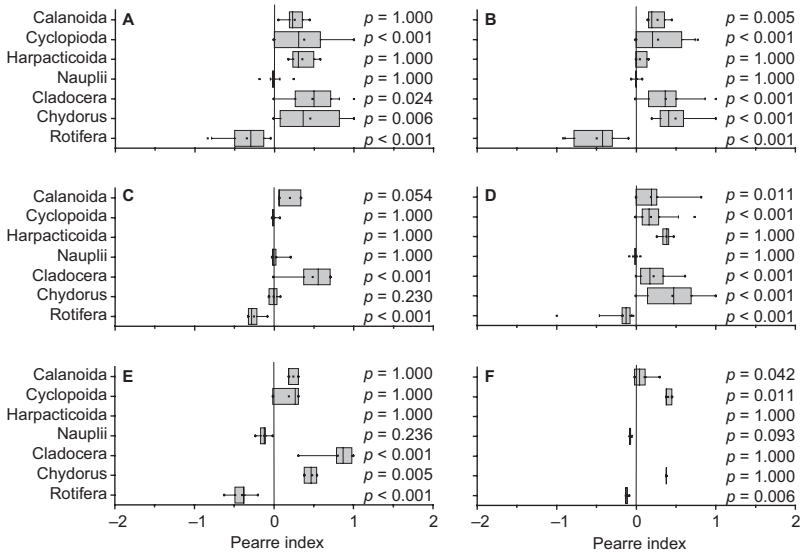 A
B
Calanoida p = 1.000 p = 0.005
Cyclopioda p < 0.001 p < 0.001
Harpacticoida p = 1.000 p = 1.000
Nauplii p = 1.000 p = 1.000
Cladocera p = 0.024 p < 0.001
Chydorus p = 0.006 p < 0.001
Rotifera p < 0.001 p < 0.001
C
D
Calanoida p = 0.054 p = 0.011
Cyclopoida p = 1.000 p < 0.001
Harpacticoida p = 1.000 p = 1.000
Nauplii p = 1.000 p = 1.000
Cladocera p < 0.001 p < 0.001
Chydorus p = 0.230 p < 0.001
Rotifera p < 0.001 p < 0.001
E
F
Calanoida p = 1.000 p = 0.042
Cyclopoida p = 1.000 p = 0.011
Harpacticoida p = 1.000 p = 1.000
Nauplii p = 0.236 p = 0.093
Cladocera p < 0.001 p = 1.000
Chydorus p = 0.005 p = 1.000
Rotifera p < 0.001 p = 0.006
–2 –1 0 1 2 –2 –1 0 1 2
Pearre index Pearre index